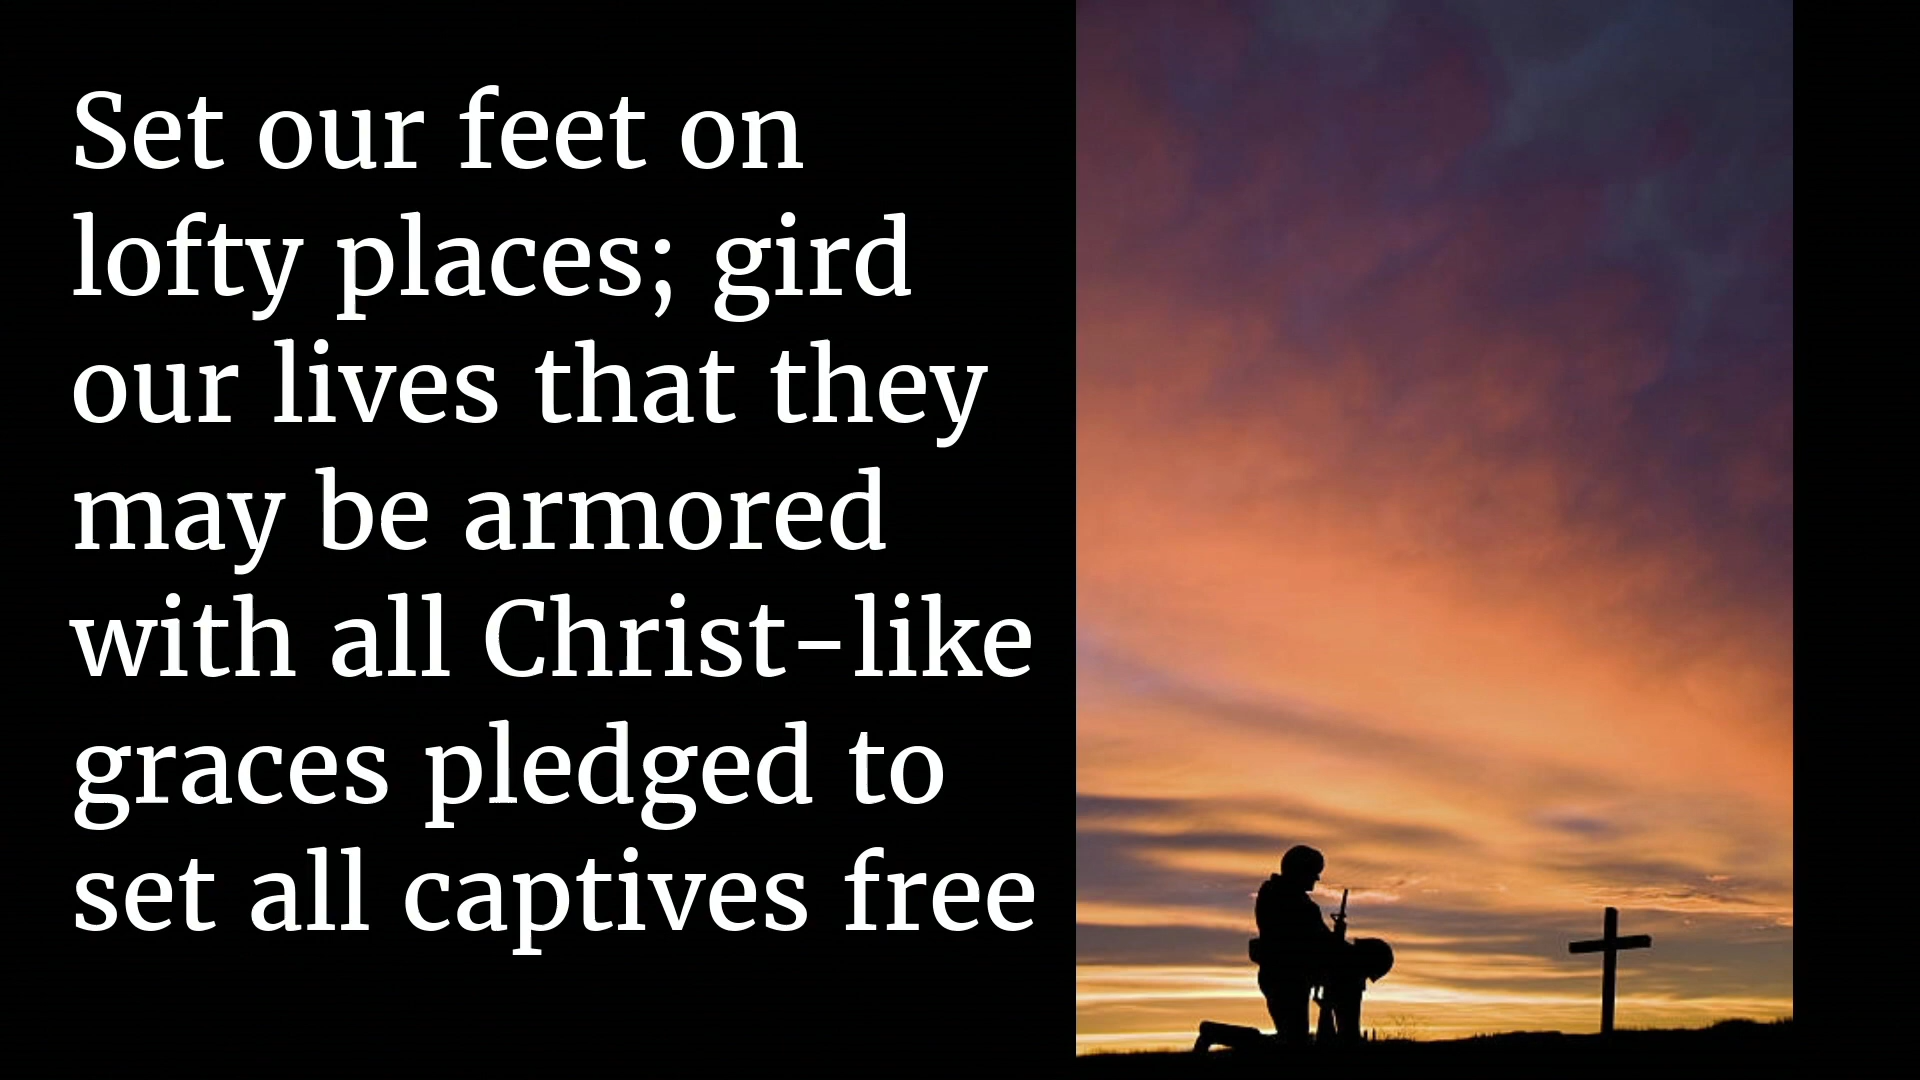 Set our feet on
lofty places; gird
our lives that they
may be armored
with all Christ-like
graces pledged to
set all captives free